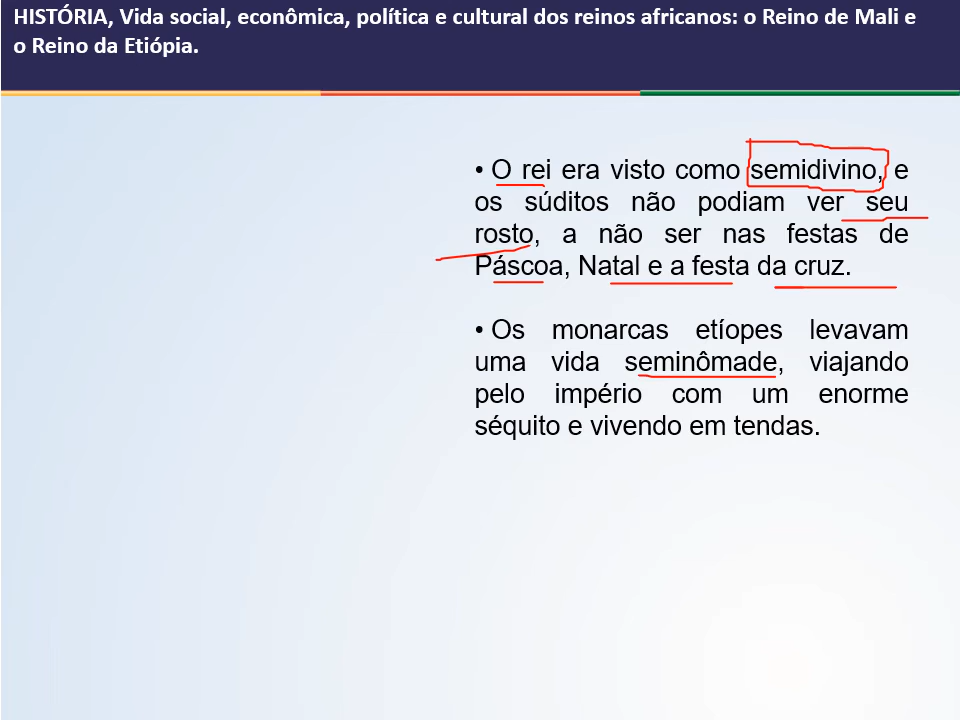 HISTÓRIA, Vida social, econômica, política e cultural dos reinos africanos: o Reino de Mali e
o Reino da Etiópia.
• O rei era visto como semidivino, e
os súditos não podiam ver seu
rosto, a não ser nas festas de
Páscoa, Natal e a festa da cruz.
• Os monarcas etíopes levavam
uma vida seminômade, viajando
pelo império com um enorme
séquito e vivendo em tendas.